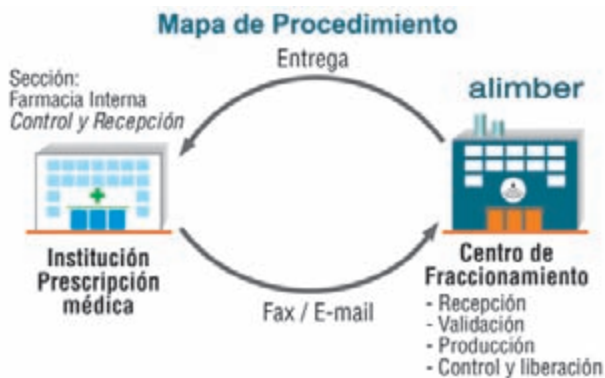 Mapa de Procedimiento
Entrega
Sección:
Farmacia Interna
Control y Recepción
alimber
Institución
Prescripción
médica
Fax / E-mail
Centro de
Fraccionamiento
- Recepción
- Validación
- Producción
- Control y liberación